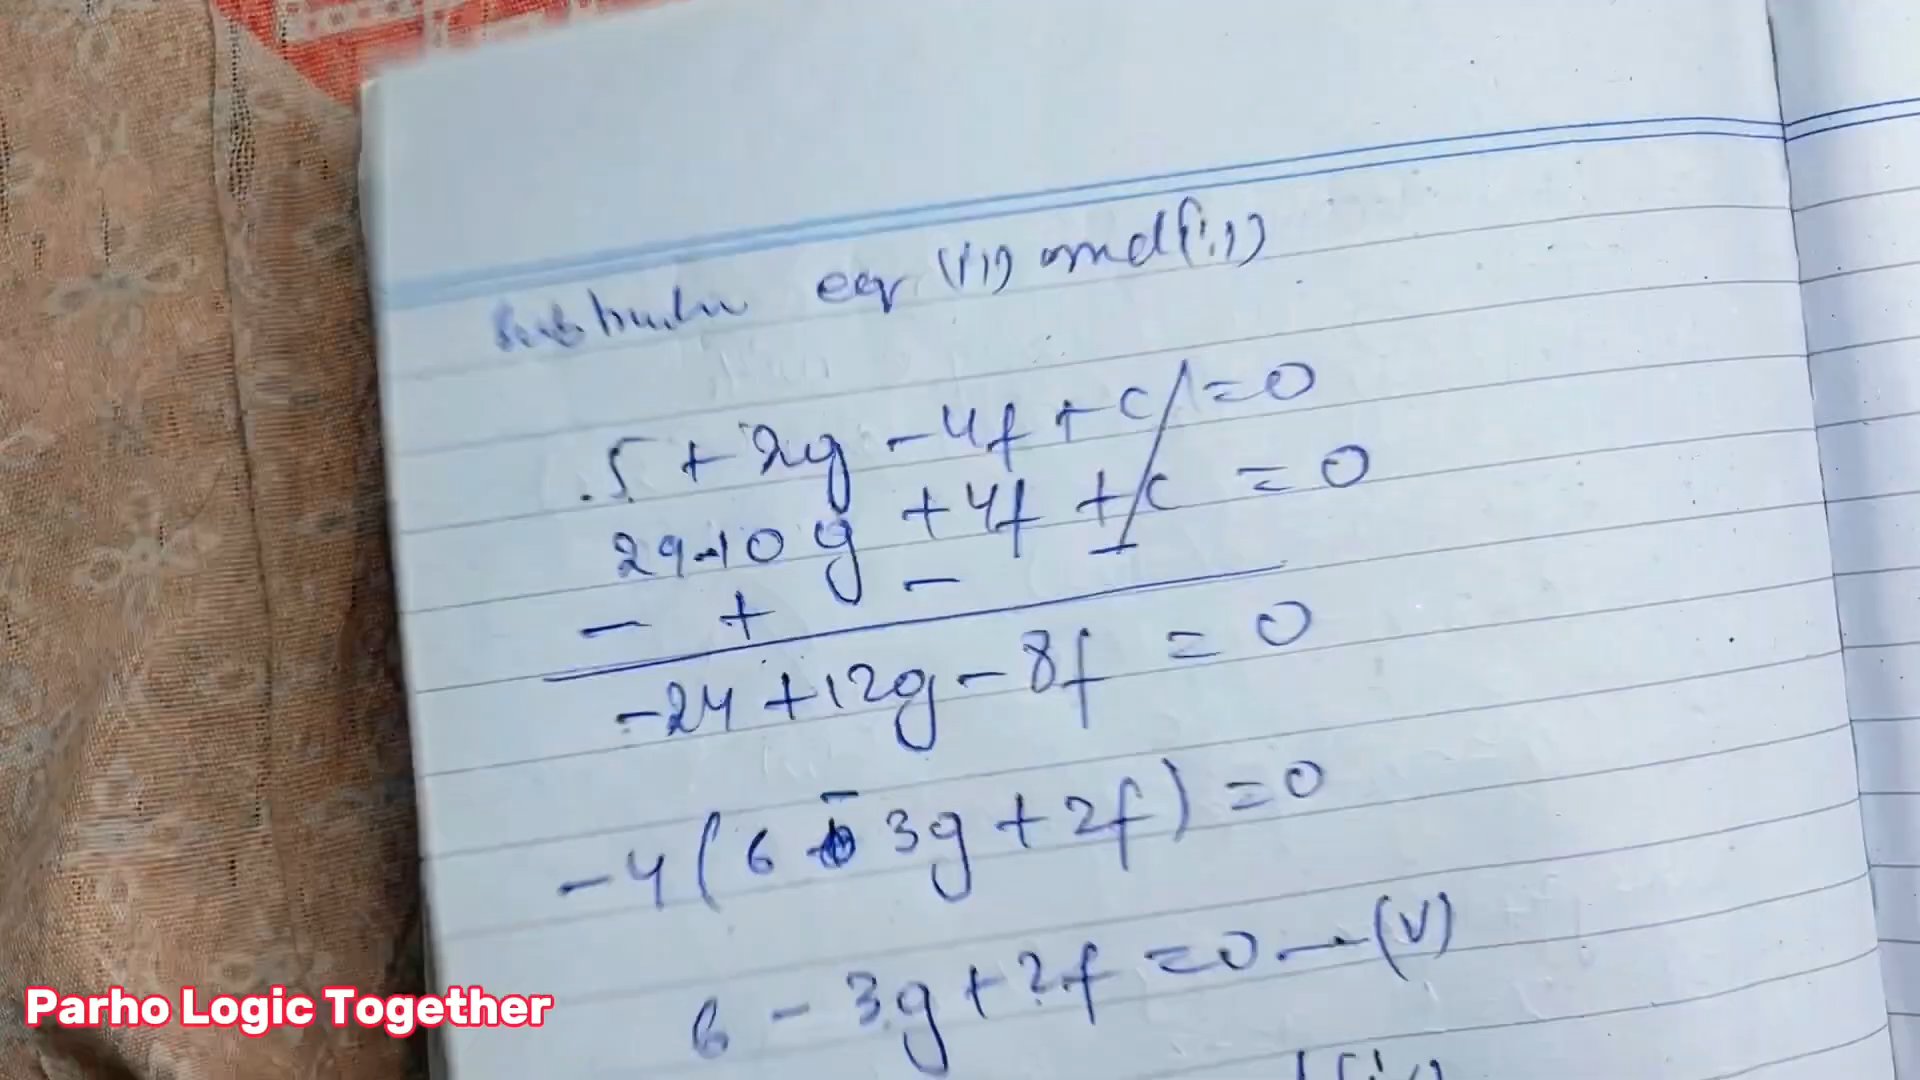 eq (ii) and (iii)
5 + 2g - 4f + c = 0
29 - 10g + 4f + c = 0
- + - -
-24 + 12g - 8f = 0
-4(6 - 3g + 2f) = 0
6 - 3g + 2f = 0 — (V)
Parho Logic Together